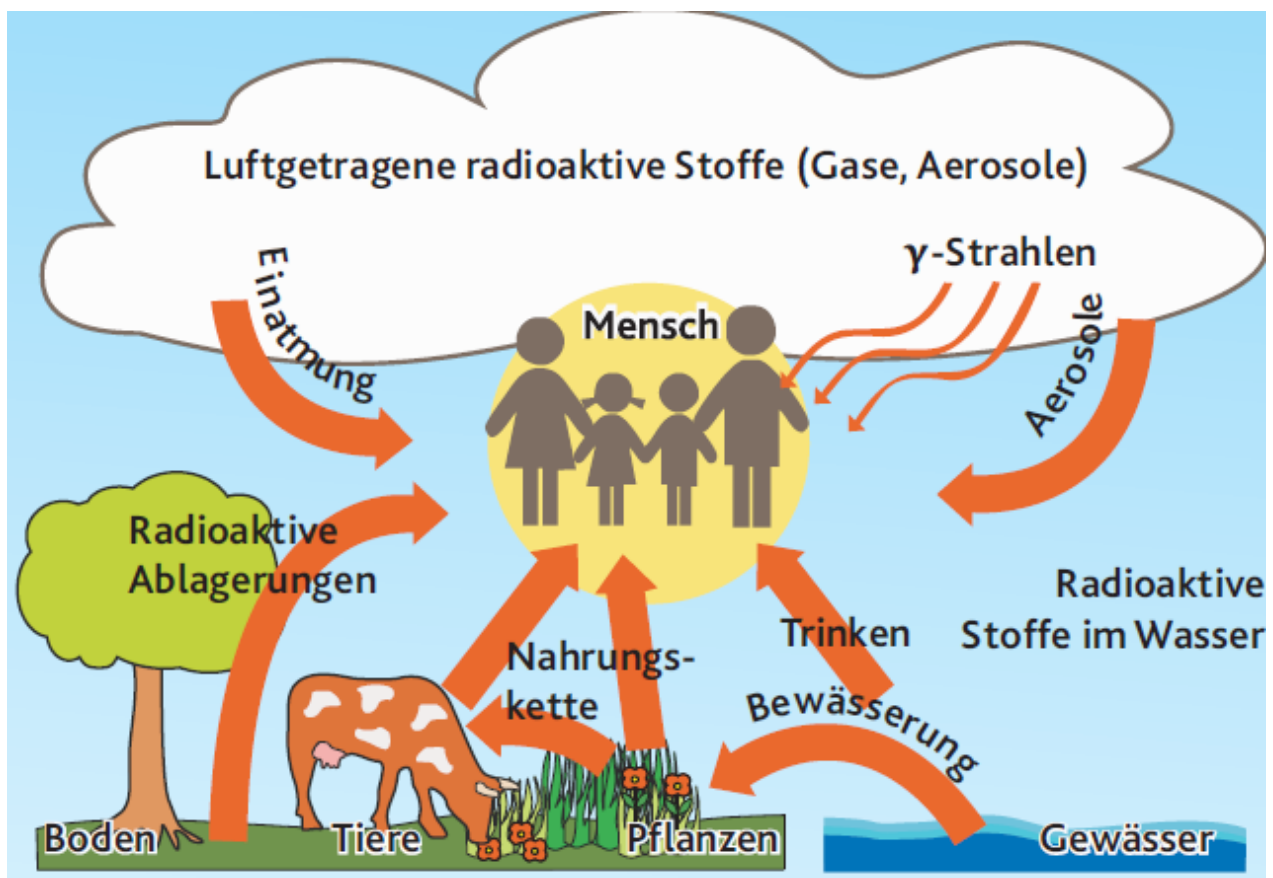 Luftgetragene radioaktive Stoffe (Gase, Aerosole)
γ-Strahlen
Einatmung
Mensch
Aerosole
Radioaktive
Ablagerungen
Radioaktive
Stoffe im Wasser
Trinken
Nahrungs-
kette
Bewässerung
Boden
Tiere
Pflanzen
Gewässer